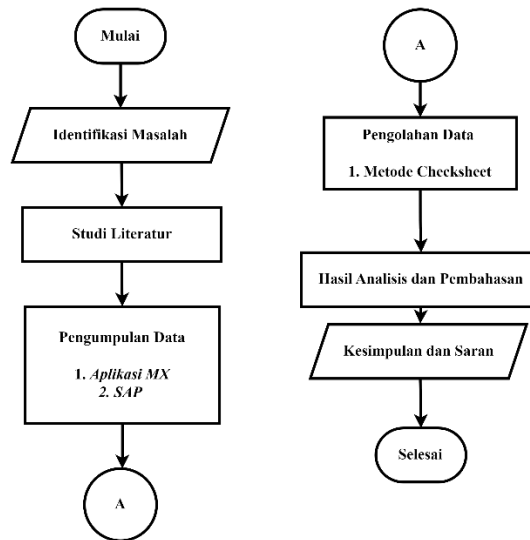 Mulai
Identifikasi Masalah
Studi Literatur
Pengumpulan Data
1. Aplikasi MX
2. SAP
A
A
Pengolahan Data
1. Metode Checksheet
Hasil Analisis dan Pembahasan
Kesimpulan dan Saran
Selesai